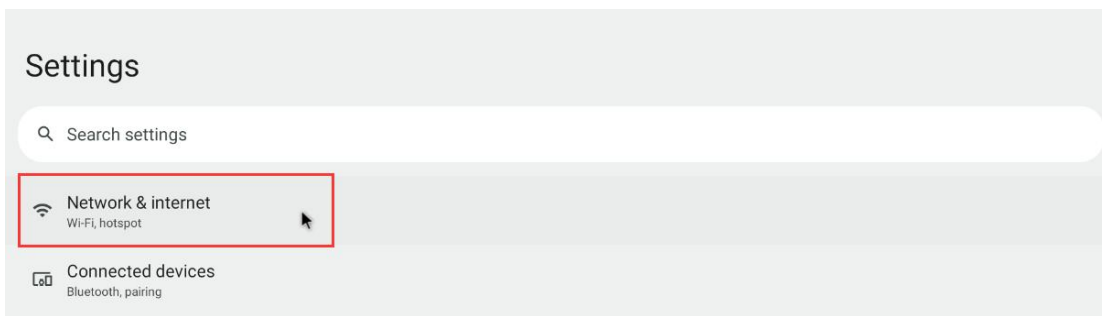 Settings
Search settings
Network & internet
Wi-Fi, hotspot
Connected devices
Bluetooth, pairing